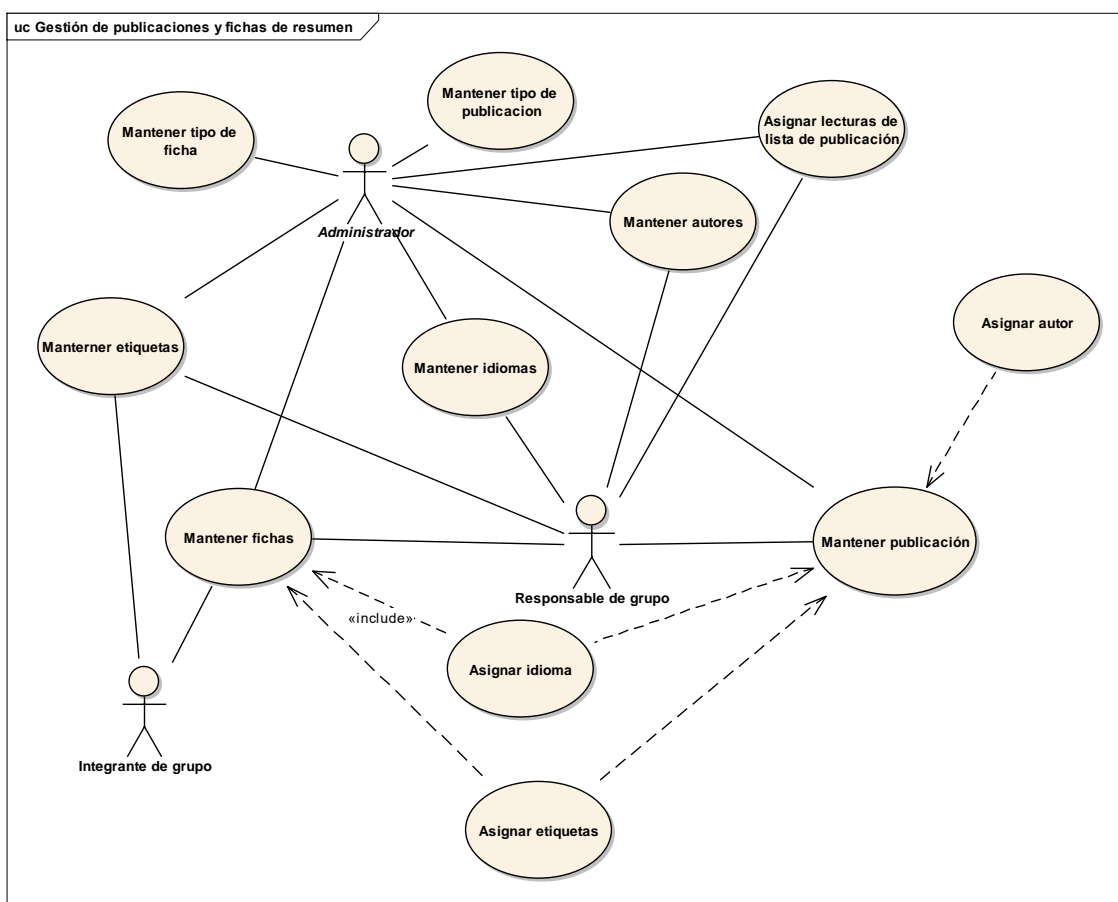 uc Gestión de publicaciones y fichas de resumen
Mantener tipo de
publicacion
Mantener tipo de
ficha
Asignar lecturas de
lista de publicación
Administrador
Mantener autores
Asignar autor
Manterner etiquetas
Mantener idiomas
Mantener fichas
Mantener publicación
Responsable de grupo
«include»
Asignar idioma
Integrante de grupo
Asignar etiquetas